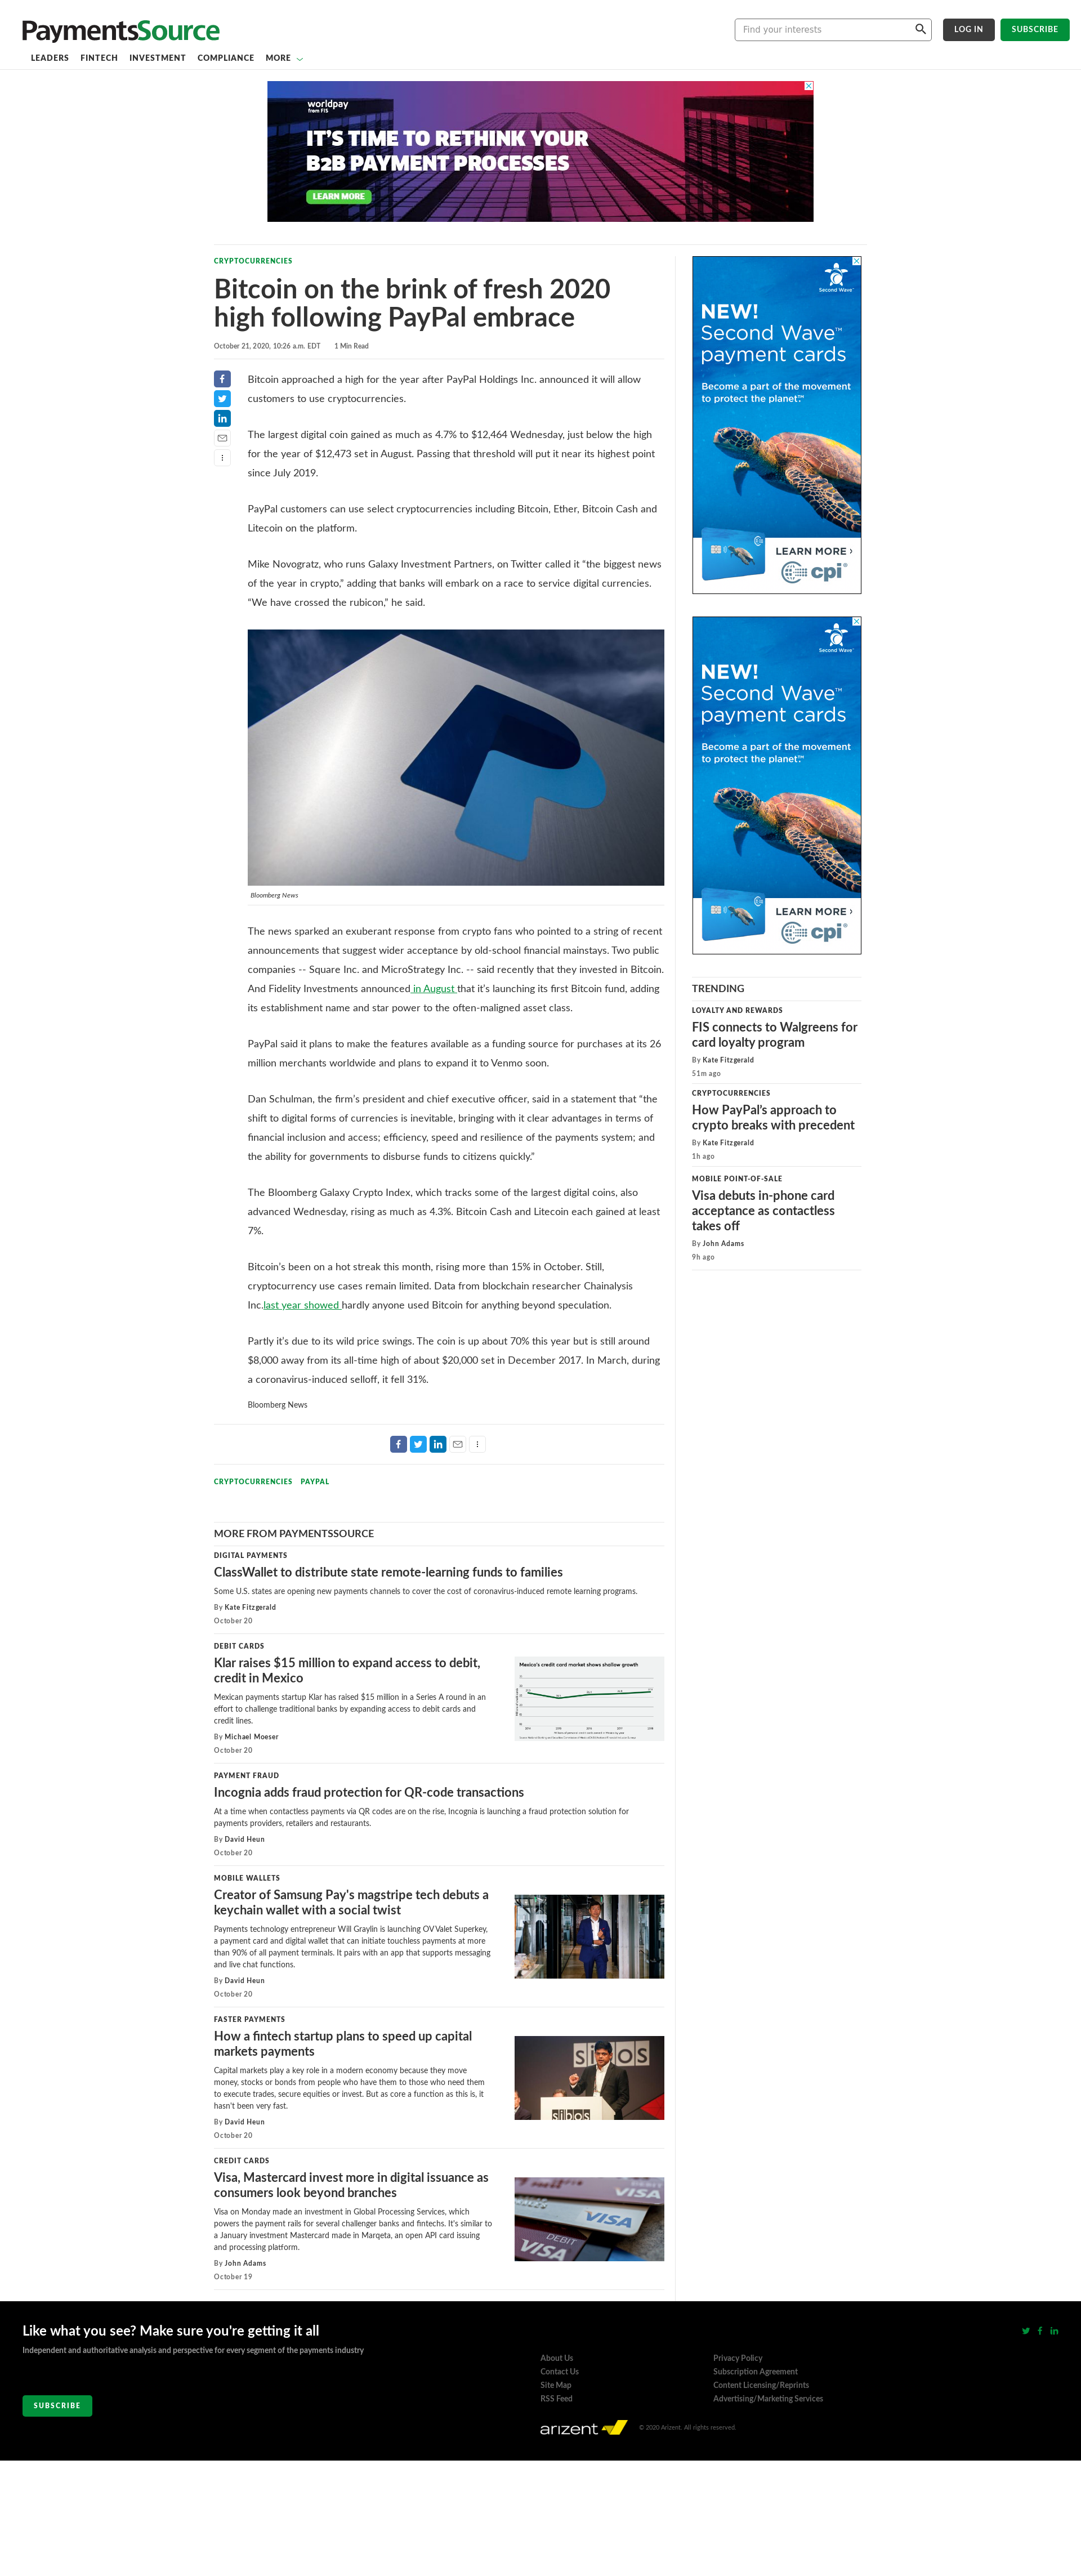 PaymentsSource
Find your interests
LOG IN
SUBSCRIBE
LEADERS FINTECH INVESTMENT COMPLIANCE MORE
worldpay
from FIS
IT'S TIME TO RETHINK YOUR
B2B PAYMENT PROCESSES
LEARN MORE
CRYPTOCURRENCIES
Bitcoin on the brink of fresh 2020
high following PayPal embrace
October 21, 2020, 10:26 a.m. EDT 1 Min Read
Bitcoin approached a high for the year after PayPal Holdings Inc. announced it will allow
customers to use cryptocurrencies.
The largest digital coin gained as much as 4.7% to $12,464 Wednesday, just below the high
for the year of $12,473 set in August. Passing that threshold will put it near its highest point
since July 2019.
PayPal customers can use select cryptocurrencies including Bitcoin, Ether, Bitcoin Cash and
Litecoin on the platform.
Mike Novogratz, who runs Galaxy Investment Partners, on Twitter called it “the biggest news
of the year in crypto,” adding that banks will embark on a race to service digital currencies.
“We have crossed the rubicon,” he said.
Bloomberg News
The news sparked an exuberant response from crypto fans who pointed to a string of recent
announcements that suggest wider acceptance by old-school financial mainstays. Two public
companies -- Square Inc. and MicroStrategy Inc. -- said recently that they invested in Bitcoin.
And Fidelity Investments announced in August that it’s launching its first Bitcoin fund, adding
its establishment name and star power to the often-maligned asset class.
PayPal said it plans to make the features available as a funding source for purchases at its 26
million merchants worldwide and plans to expand it to Venmo soon.
Dan Schulman, the firm’s president and chief executive officer, said in a statement that “the
shift to digital forms of currencies is inevitable, bringing with it clear advantages in terms of
financial inclusion and access; efficiency, speed and resilience of the payments system; and
the ability for governments to disburse funds to citizens quickly.”
The Bloomberg Galaxy Crypto Index, which tracks some of the largest digital coins, also
advanced Wednesday, rising as much as 4.3%. Bitcoin Cash and Litecoin each gained at least
7%.
Bitcoin’s been on a hot streak this month, rising more than 15% in October. Still,
cryptocurrency use cases remain limited. Data from blockchain researcher Chainalysis
Inc.last year showed hardly anyone used Bitcoin for anything beyond speculation.
Partly it’s due to its wild price swings. The coin is up about 70% this year but is still around
$8,000 away from its all-time high of about $20,000 set in December 2017. In March, during
a coronavirus-induced selloff, it fell 31%.
Bloomberg News
CRYPTOCURRENCIES PAYPAL
Second Wave™
NEW!
Second Wave™
payment cards
Become a part of the movement
to protect the planet.™
LEARN MORE ›
cpi
Second Wave™
NEW!
Second Wave™
payment cards
Become a part of the movement
to protect the planet.™
LEARN MORE ›
cpi
TRENDING
LOYALTY AND REWARDS
FIS connects to Walgreens for
card loyalty program
By Kate Fitzgerald
51m ago
CRYPTOCURRENCIES
How PayPal’s approach to
crypto breaks with precedent
By Kate Fitzgerald
1h ago
MOBILE POINT-OF-SALE
Visa debuts in-phone card
acceptance as contactless
takes off
By John Adams
9h ago
MORE FROM PAYMENTSSOURCE
DIGITAL PAYMENTS
ClassWallet to distribute state remote-learning funds to families
Some U.S. states are opening new payments channels to cover the cost of coronavirus-induced remote learning programs.
By Kate Fitzgerald
October 20
DEBIT CARDS
Klar raises $15 million to expand access to debit,
credit in Mexico
Mexican payments startup Klar has raised $15 million in a Series A round in an
effort to challenge traditional banks by expanding access to debit cards and
credit lines.
By Michael Moeser
October 20
Mexico's credit card market shows shallow growth
PAYMENT FRAUD
Incognia adds fraud protection for QR-code transactions
At a time when contactless payments via QR codes are on the rise, Incognia is launching a fraud protection solution for
payments providers, retailers and restaurants.
By David Heun
October 20
MOBILE WALLETS
Creator of Samsung Pay's magstripe tech debuts a
keychain wallet with a social twist
Payments technology entrepreneur Will Graylin is launching OV Valet Superkey,
a payment card and digital wallet that can initiate touchless payments at more
than 90% of all payment terminals. It pairs with an app that supports messaging
and live chat functions.
By David Heun
October 20
FASTER PAYMENTS
How a fintech startup plans to speed up capital
markets payments
Capital markets play a key role in a modern economy because they move
money, stocks or bonds from people who have them to those who need them
to execute trades, secure equities or invest. But as core a function as this is, it
hasn’t been very fast.
By David Heun
October 20
sibos
sibos
CREDIT CARDS
Visa, Mastercard invest more in digital issuance as
consumers look beyond branches
Visa on Monday made an investment in Global Processing Services, which
powers the payment rails for several challenger banks and fintechs. It's similar to
a January investment Mastercard made in Marqeta, an open API card issuing
and processing platform.
By John Adams
October 19
VISA
VISA
DEBIT
VISA
Like what you see? Make sure you're getting it all
Independent and authoritative analysis and perspective for every segment of the payments industry
SUBSCRIBE
About Us
Contact Us
Site Map
RSS Feed
Privacy Policy
Subscription Agreement
Content Licensing/Reprints
Advertising/Marketing Services
arizent
© 2020 Arizent. All rights reserved.